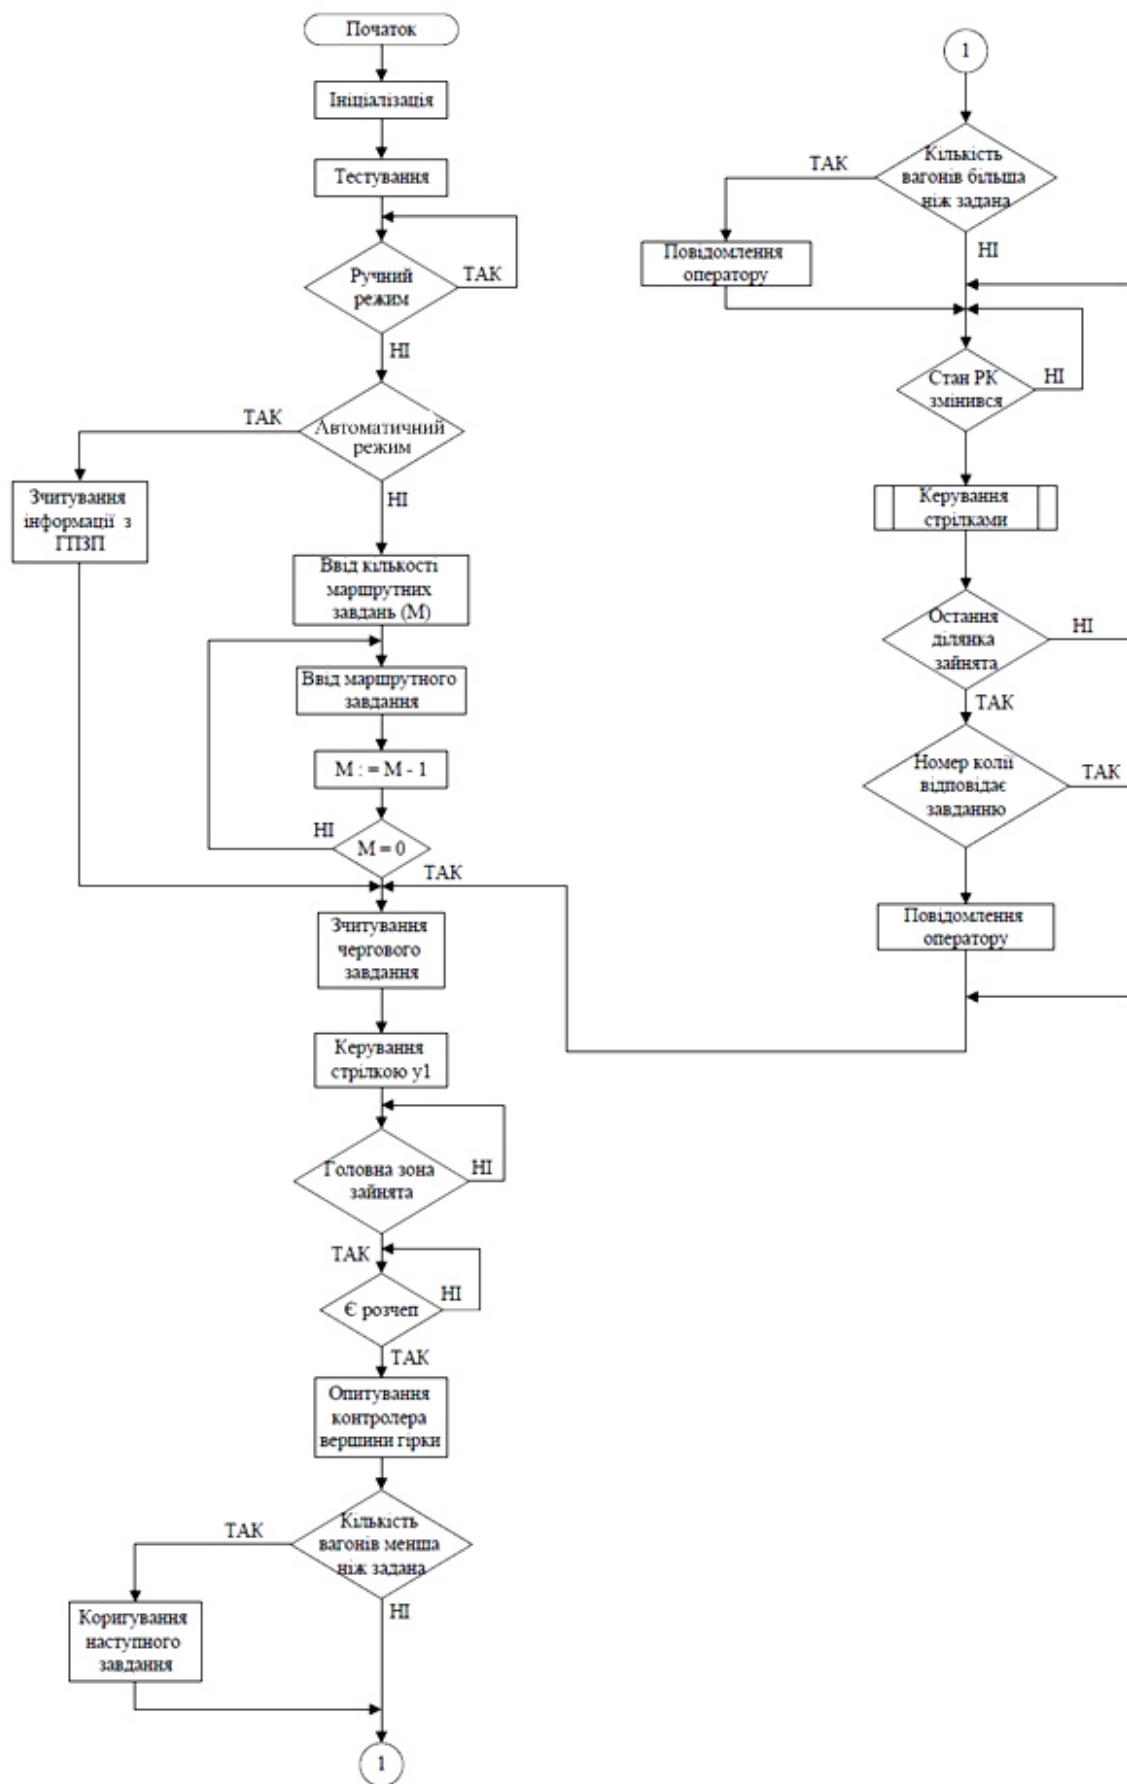 Початок
Ініціалізація
Тестування
Ручний
режим
ТАК
НІ
ТАК
Автоматичний
режим
НІ
Зчитування
інформації з
ГПЗП
Ввід кількості
маршрутних
завдань (М)
Ввід маршрутного
завдання
М : = М - 1
НІ
М = 0
ТАК
Зчитування
чергового
завдання
Керування
стрілкою у1
Головна зона
зайнята
НІ
ТАК
Є розчеп
НІ
ТАК
Опитування
контролера
вершини гірки
ТАК
Кількість
вагонів менша
ніж задана
НІ
Коригування
наступного
завдання
1
1
ТАК
Кількість
вагонів більша
ніж задана
НІ
Повідомлення
оператору
Стан РК
змінився
НІ
Керування
стрілками
Остання
ділянка
зайнята
НІ
ТАК
Номер колії
відповідає
завданню
ТАК
Повідомлення
оператору